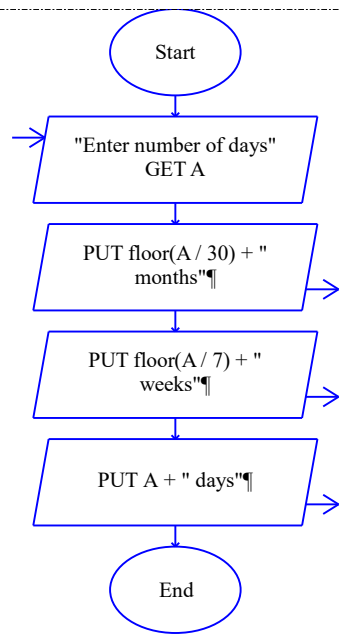 Start
"Enter number of days"
GET A
PUT floor(A / 30) + "
months"¶
PUT floor(A / 7) + "
weeks"¶
PUT A + " days"¶
End